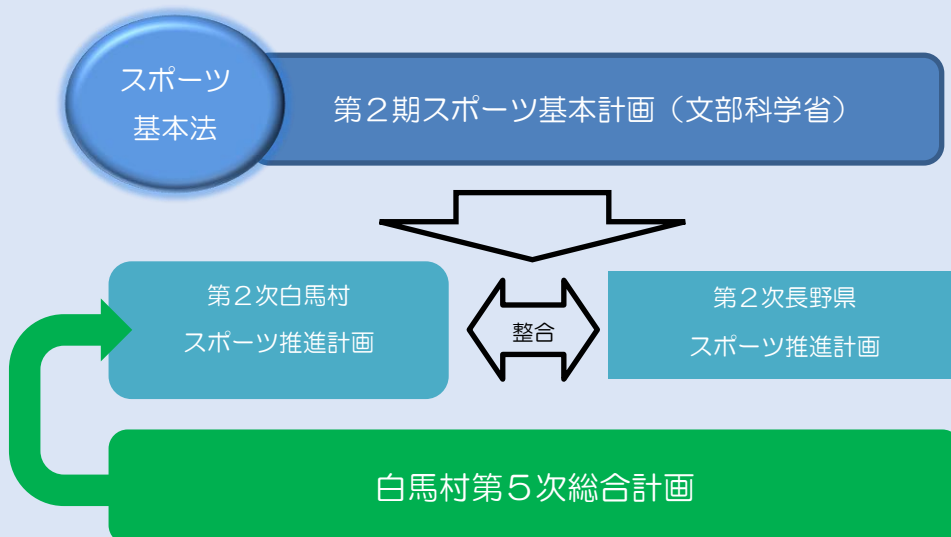 スポーツ
基本法
第２期スポーツ基本計画（文部科学省）
第２次白馬村
スポーツ推進計画
整合
第２次長野県
スポーツ推進計画
白馬村第５次総合計画